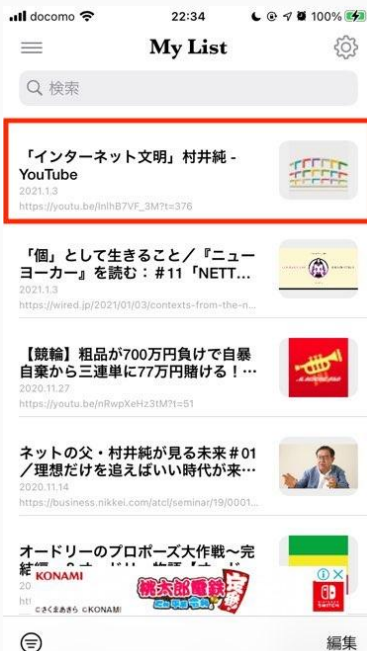 docomo 22:34 100%
My List
検索
「インターネット文明」村井純 -
YouTube
2021.1.3
https://youtu.be/InlhB7VF_3M?t=376
「個」として生きること／『ニュー
ヨーカー』を読む：＃11「NETT…
2021.1.3
https://wired.jp/2021/01/03/contexts-from-the-n...
【競輪】粗品が700万円負けで自暴
自棄から三連単に77万円賭ける！…
2020.11.27
https://youtu.be/nRwpXeHz3tM?t=51
ネットの父・村井純が見る未来＃01
／理想だけを追えばいい時代が来…
2020.11.14
https://business.nikkei.com/atcl/seminar/19/0001...
オードリーのプロポーズ大作戦〜完
KONAMI
桃太郎電鉄
©さくまあきら ©KONAMI
編集